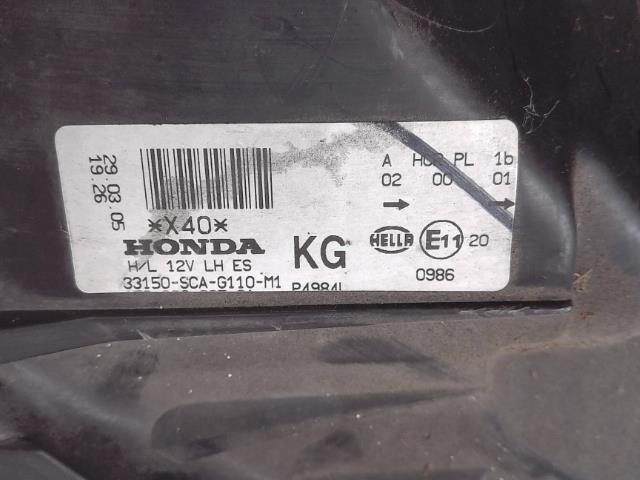 29.03.05
19.26
*X40*
HONDA
H/L 12V LH ES
33150-SCA-G110-M1
KG
P4984L
A HCR PL 1b
02 00 01
→ →
HELLA E11 20
0986